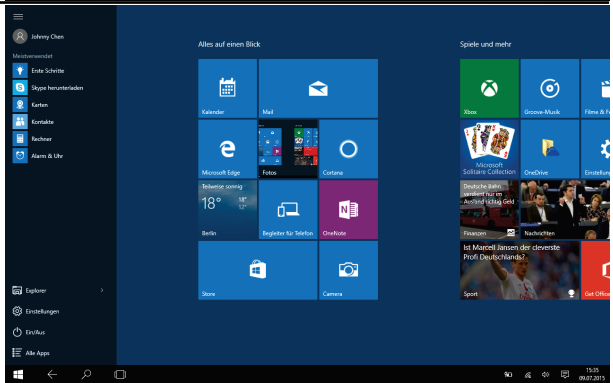 Johnny Chen
Meistverwendet
Erste Schritte
Skype herunterladen
Karten
Kontakte
Rechner
Alarm & Uhr
Explorer
Einstellungen
Ein/Aus
Alle Apps
Alles auf einen Blick
Kalender
Mail
Microsoft Edge
Fotos
Cortana
Teilweise sonnig
18°
18°
12°
Berlin
Begleiter für Telefon
OneNote
Store
Camera
Spiele und mehr
Xbox
Groove-Musik
Filme & F
Microsoft
Solitaire Collection
OneDrive
Einstellung
Deutsche Bahn
verdient nur im
Ausland richtig Geld
Finanzen
Nachrichten
Ist Marcell Jansen der cleverste
Profi Deutschlands?
Sport
Get Office
15:35
09.07.2015